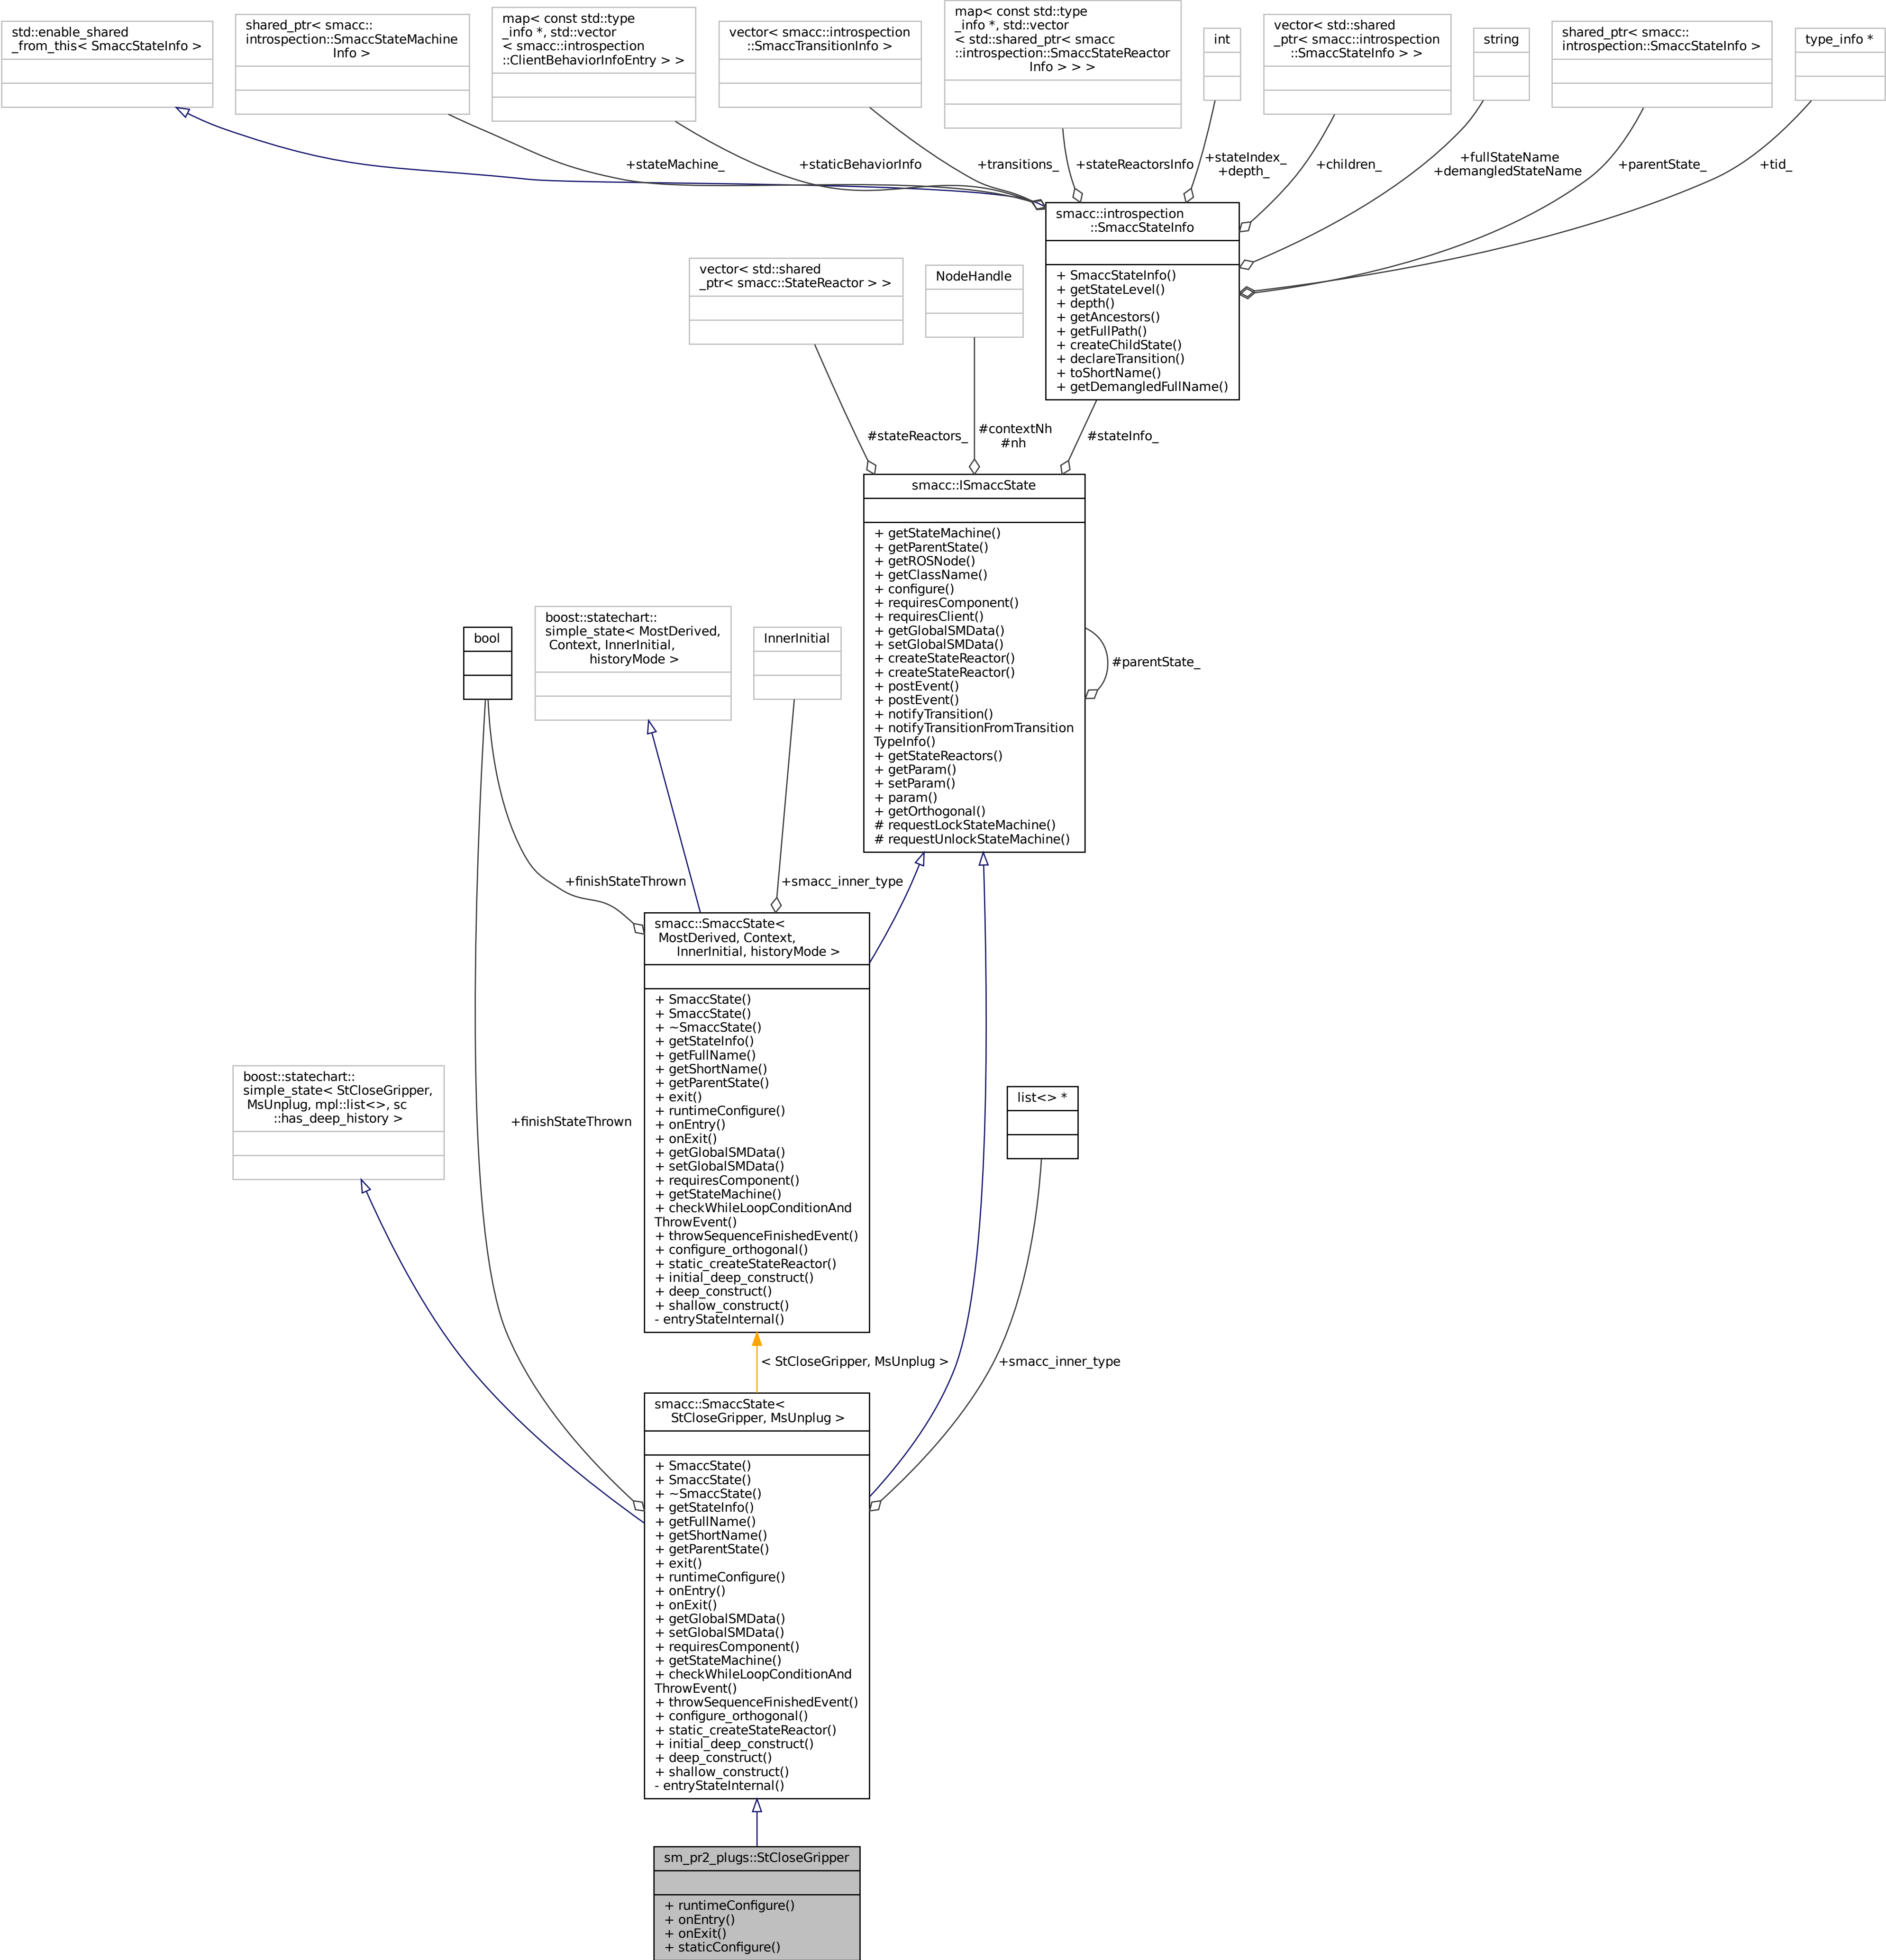 std::enable_shared
_from_this< SmaccStateInfo >
shared_ptr< smacc::
introspection::SmaccStateMachine
Info >
map< const std::type
_info *, std::vector
< smacc::introspection
::ClientBehaviorInfoEntry > >
vector< smacc::introspection
::SmaccTransitionInfo >
map< const std::type
_info *, std::vector
< std::shared_ptr< smacc
::introspection::SmaccStateReactor
Info > > >
int
vector< std::shared
_ptr< smacc::introspection
::SmaccStateInfo > >
string
shared_ptr< smacc::
introspection::SmaccStateInfo >
type_info *
+stateMachine_
+staticBehaviorInfo
+transitions_
+stateReactorsInfo
+stateIndex_
+depth_
+children_
+fullStateName
+demangledStateName
+parentState_
+tid_
smacc::introspection
::SmaccStateInfo
+ SmaccStateInfo()
+ getStateLevel()
+ depth()
+ getAncestors()
+ getFullPath()
+ createChildState()
+ declareTransition()
+ toShortName()
+ getDemangledFullName()
vector< std::shared
_ptr< smacc::StateReactor > >
NodeHandle
#stateReactors_
#contextNh
#nh
#stateInfo_
smacc::ISmaccState
+ getStateMachine()
+ getParentState()
+ getROSNode()
+ getClassName()
+ configure()
+ requiresComponent()
+ requiresClient()
+ getGlobalSMData()
+ setGlobalSMData()
+ createStateReactor()
+ createStateReactor()
+ postEvent()
+ postEvent()
+ notifyTransition()
+ notifyTransitionFromTransition
TypeInfo()
+ getStateReactors()
+ getParam()
+ setParam()
+ param()
+ getOrthogonal()
# requestLockStateMachine()
# requestUnlockStateMachine()
#parentState_
bool
boost::statechart::
simple_state< MostDerived,
Context, InnerInitial,
historyMode >
InnerInitial
+finishStateThrown
+smacc_inner_type
smacc::SmaccState<
MostDerived, Context,
InnerInitial, historyMode >
+ SmaccState()
+ SmaccState()
+ ~SmaccState()
+ getStateInfo()
+ getFullName()
+ getShortName()
+ getParentState()
+ exit()
+ runtimeConfigure()
+ onEntry()
+ onExit()
+ getGlobalSMData()
+ setGlobalSMData()
+ requiresComponent()
+ getStateMachine()
+ checkWhileLoopConditionAnd
ThrowEvent()
+ throwSequenceFinishedEvent()
+ configure_orthogonal()
+ static_createStateReactor()
+ initial_deep_construct()
+ deep_construct()
+ shallow_construct()
- entryStateInternal()
boost::statechart::
simple_state< StCloseGripper,
MsUnplug, mpl::list<>, sc
::has_deep_history >
+finishStateThrown
list<> *
< StCloseGripper, MsUnplug >
+smacc_inner_type
smacc::SmaccState<
StCloseGripper, MsUnplug >
+ SmaccState()
+ SmaccState()
+ ~SmaccState()
+ getStateInfo()
+ getFullName()
+ getShortName()
+ getParentState()
+ exit()
+ runtimeConfigure()
+ onEntry()
+ onExit()
+ getGlobalSMData()
+ setGlobalSMData()
+ requiresComponent()
+ getStateMachine()
+ checkWhileLoopConditionAnd
ThrowEvent()
+ throwSequenceFinishedEvent()
+ configure_orthogonal()
+ static_createStateReactor()
+ initial_deep_construct()
+ deep_construct()
+ shallow_construct()
- entryStateInternal()
sm_pr2_plugs::StCloseGripper
+ runtimeConfigure()
+ onEntry()
+ onExit()
+ staticConfigure()